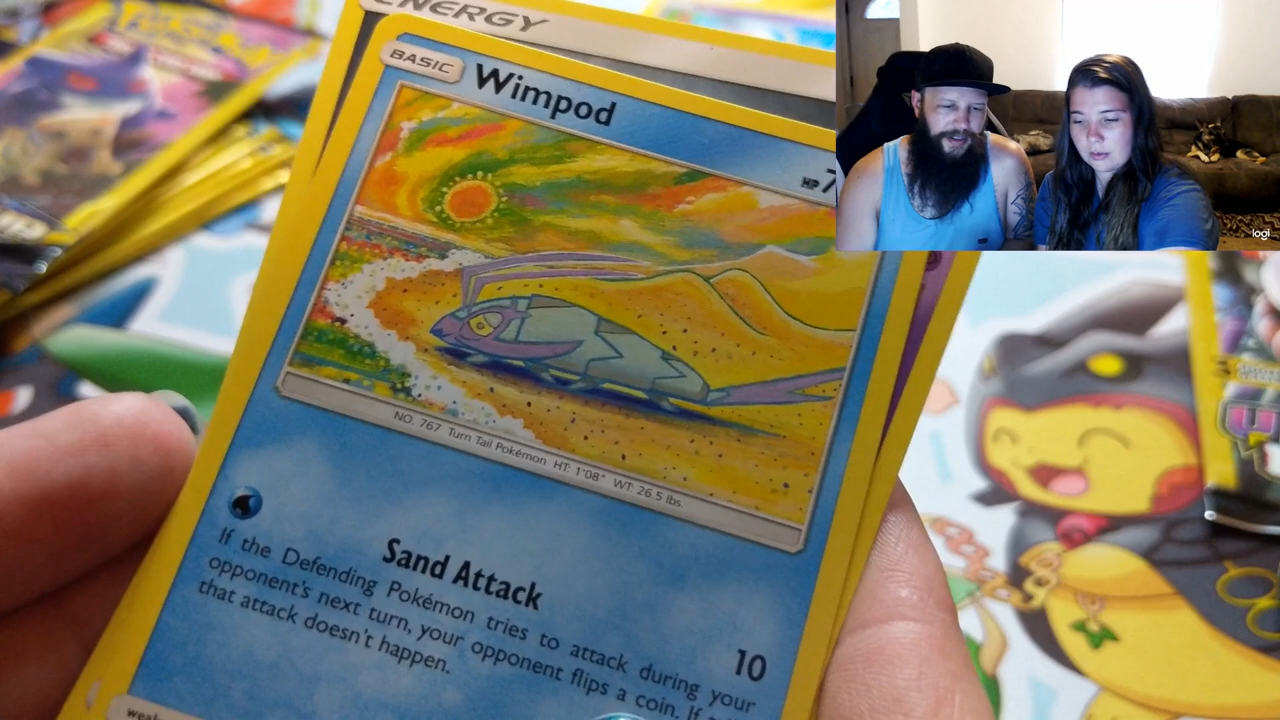 ENERGY
BASIC
Wimpod
HP 7
NO. 767 Turn Tail Pokémon HT: 1'08" WT: 26.5 lbs.
Sand Attack
10
If the Defending Pokémon tries to attack during your
opponent's next turn, your opponent flips a coin. If
that attack doesn't happen.
weak
logi